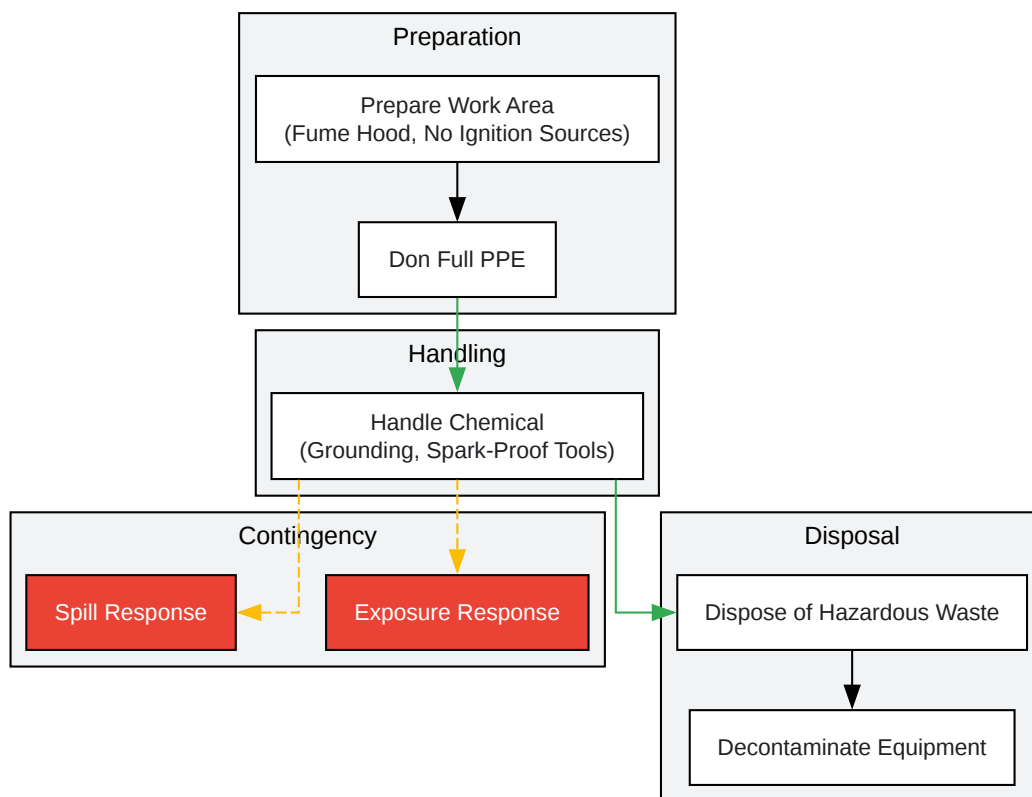 Preparation
Prepare Work Area
(Fume Hood, No Ignition Sources)
Don Full PPE
Handling
Handle Chemical
(Grounding, Spark-Proof Tools)
Contingency
Spill Response
Exposure Response
Disposal
Dispose of Hazardous Waste
Decontaminate Equipment